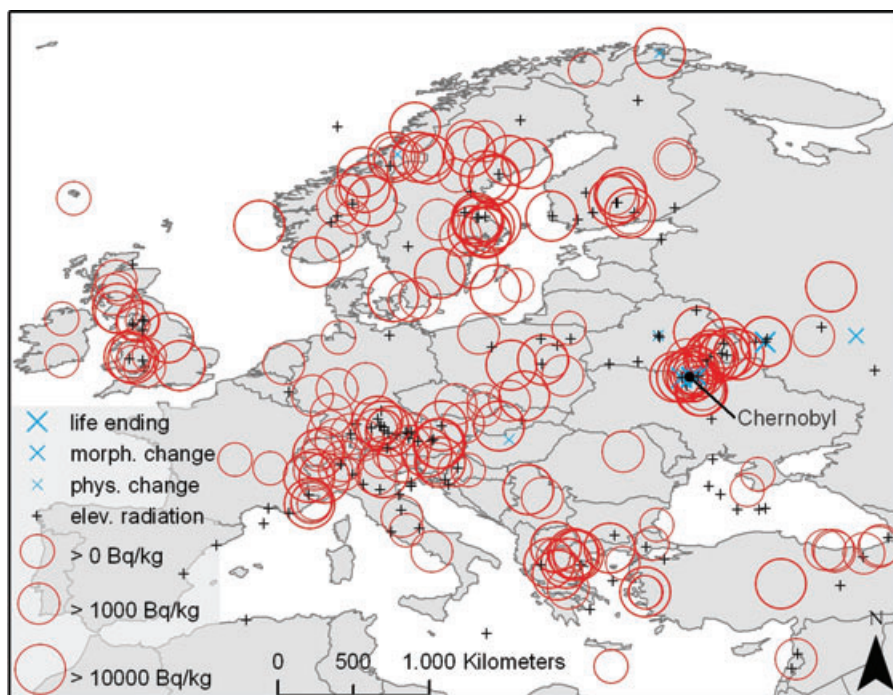 Chernobyl
life ending
morph. change
phys. change
elev. radiation
> 0 Bq/kg
> 1000 Bq/kg
> 10000 Bq/kg
0 500 1.000 Kilometers
N